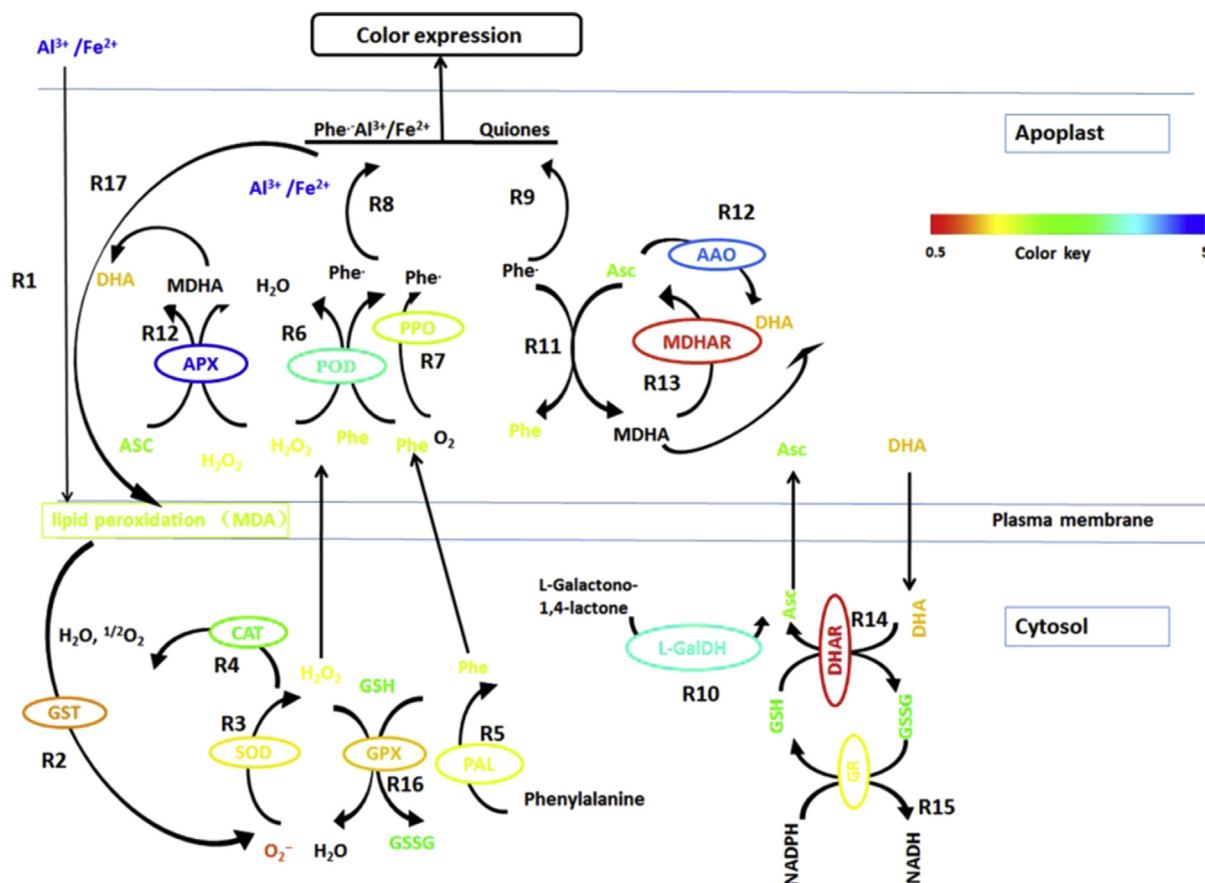 Color expression
Al³⁺ /Fe²⁺
Phe·⁻Al³⁺/Fe²⁺
Quiones
Apoplast
R17
Al³⁺ /Fe²⁺
R8
R9
R12
0.5
Color key
5
R1
DHA
MDHA
H₂O
Phe·
Phe·
Phe·
Asc
AAO
DHA
R12
R6
PPO
R7
APX
POD
R11
MDHAR
R13
ASC
H₂O₂
H₂O₂
Phe
Phe
O₂
Phe
MDHA
Asc
DHA
lipid peroxidation （MDA）
Plasma membrane
L-Galactono-
1,4-lactone
Asc
DHAR
R14
DHA
Cytosol
H₂O, ¹/²O₂
CAT
R4
H₂O₂
GSH
Phe
L-GalDH
R10
GSH
GSSG
GST
R2
R3
SOD
GPX
R16
R5
PAL
GR
R15
Phenylalanine
O₂⁻
H₂O
GSSG
NADPH
NADH